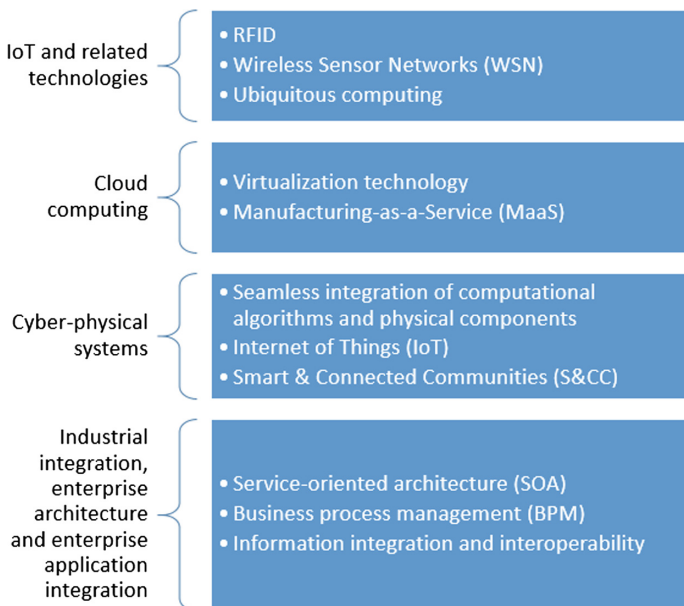 IoT and related
technologies
• RFID
• Wireless Sensor Networks (WSN)
• Ubiquitous computing
Cloud
computing
• Virtualization technology
• Manufacturing-as-a-Service (MaaS)
Cyber-physical
systems
• Seamless integration of computational
algorithms and physical components
• Internet of Things (IoT)
• Smart & Connected Communities (S&CC)
Industrial
integration,
enterprise
architecture
and enterprise
application
integration
• Service-oriented architecture (SOA)
• Business process management (BPM)
• Information integration and interoperability